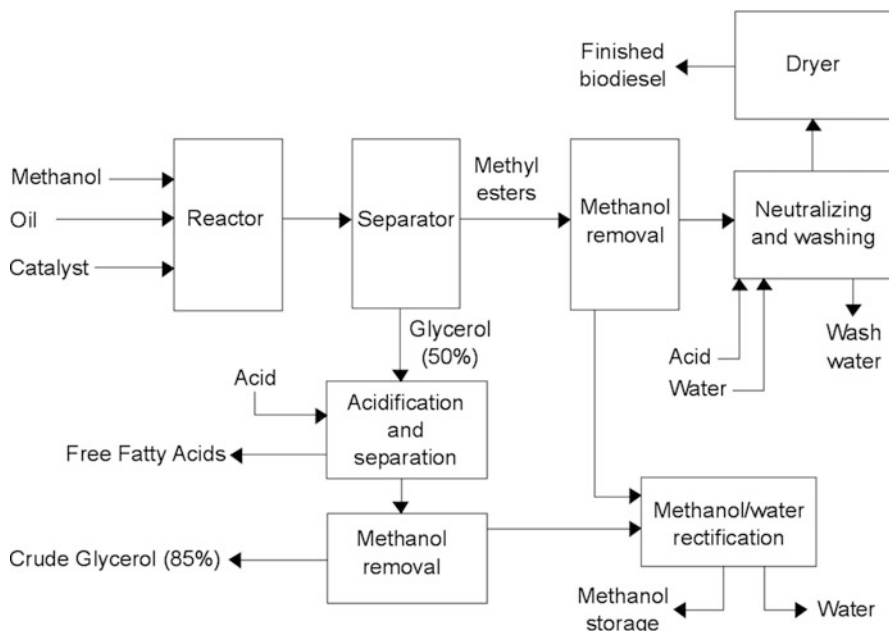 Finished
biodiesel
Dryer
Methanol
Oil
Catalyst
Reactor
Separator
Methyl
esters
Methanol
removal
Neutralizing
and washing
Glycerol
(50%)
Acid
Water
Wash
water
Acid
Acidification
and
separation
Free Fatty Acids
Methanol
removal
Crude Glycerol (85%)
Methanol/water
rectification
Methanol
storage
Water